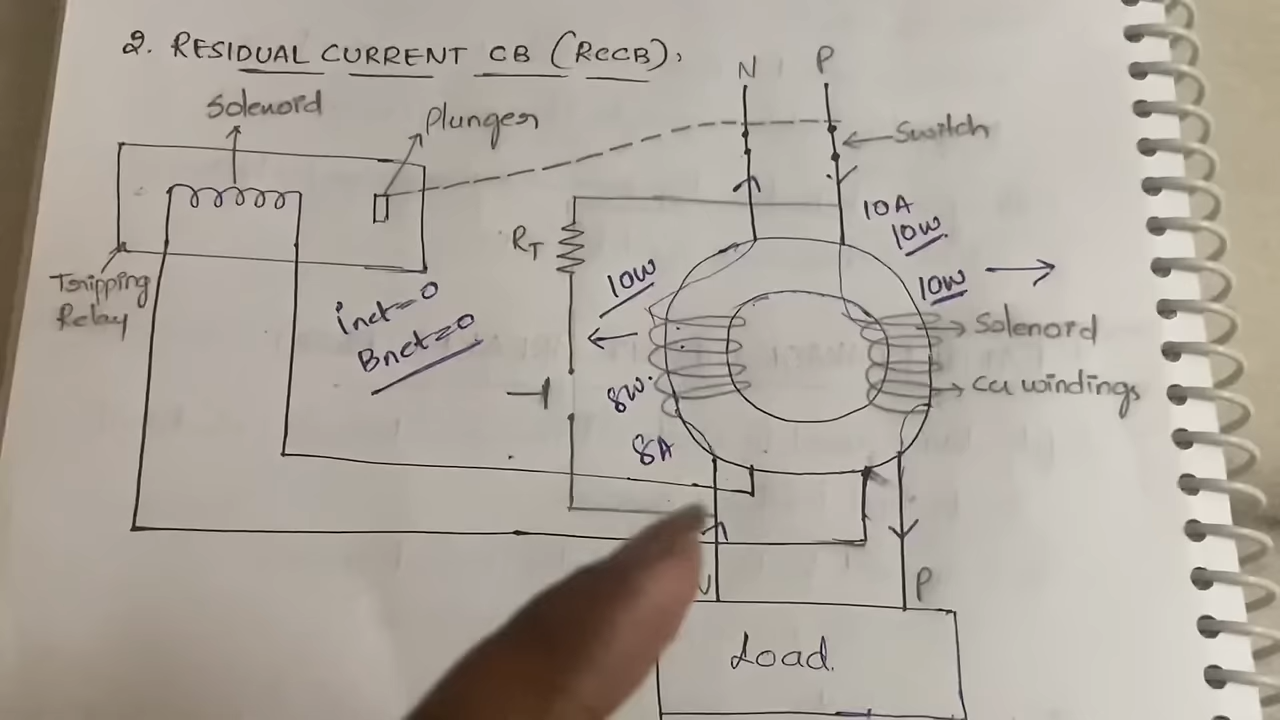 2. RESIDUAL CURRENT CB (RCCB),
N P
Solenoid
Plunger
Switch
10A
10W
RT
10W
10W
Tripping
Relay
inet=0
Bnet=0
Solenoid
Cu windings
8W.
8A
P
Load.